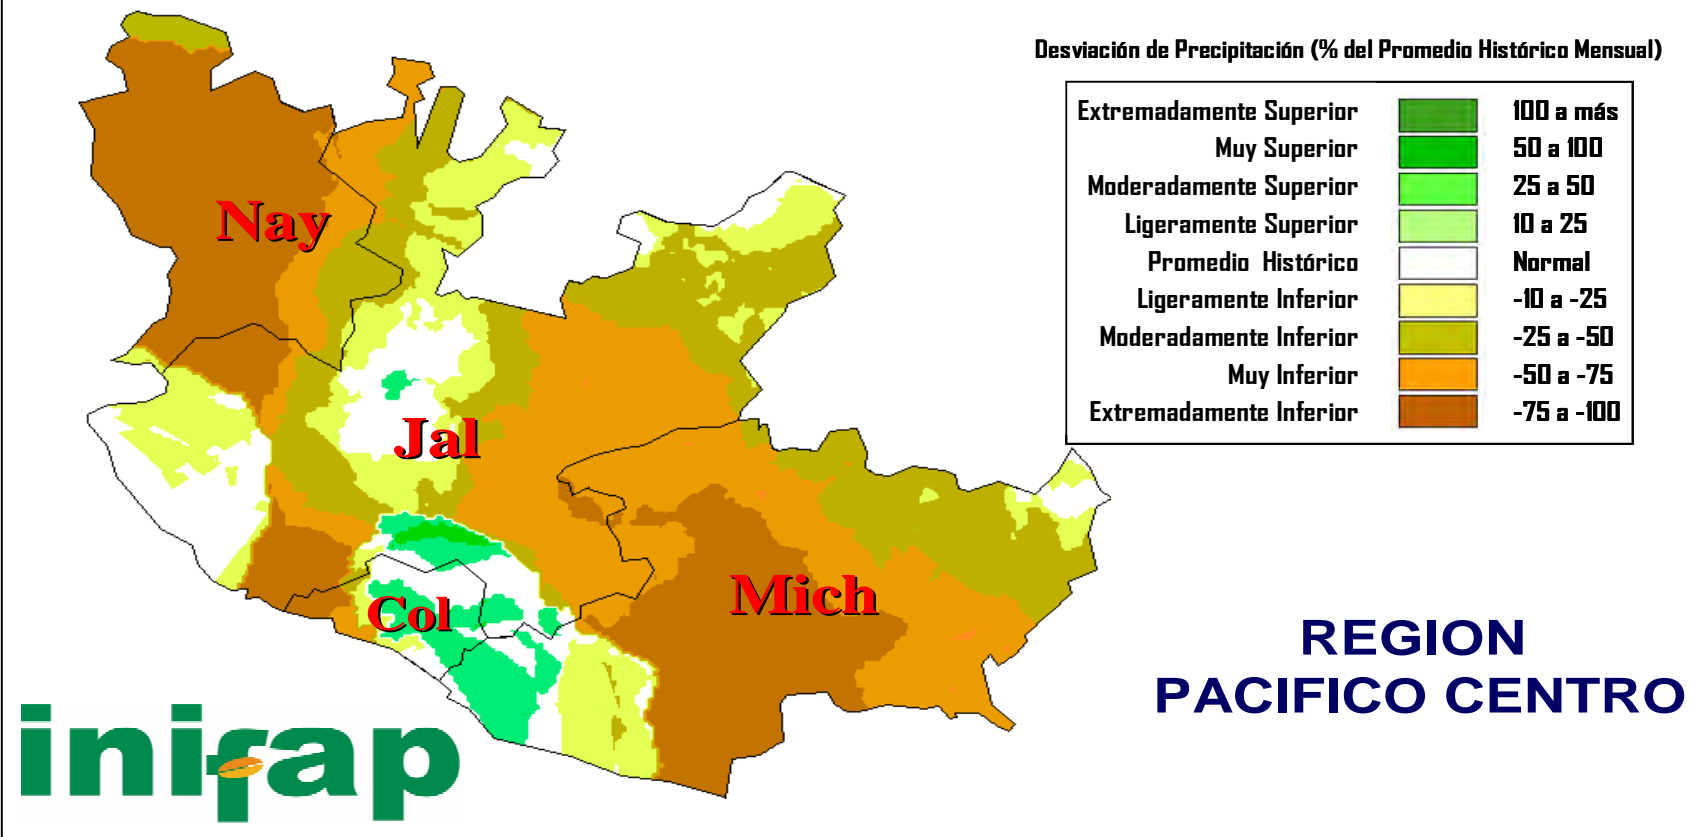 Desviación de Precipitación (% del Promedio Histórico Mensual)
Extremadamente Superior 100 a más
Muy Superior 50 a 100
Moderadamente Superior 25 a 50
Ligeramente Superior 10 a 25
Promedio Histórico Normal
Ligeramente Inferior -10 a -25
Moderadamente Inferior -25 a -50
Muy Inferior -50 a -75
Extremadamente Inferior -75 a -100
Nay
Jal
Col
Mich
REGION
PACIFICO CENTRO
inifap